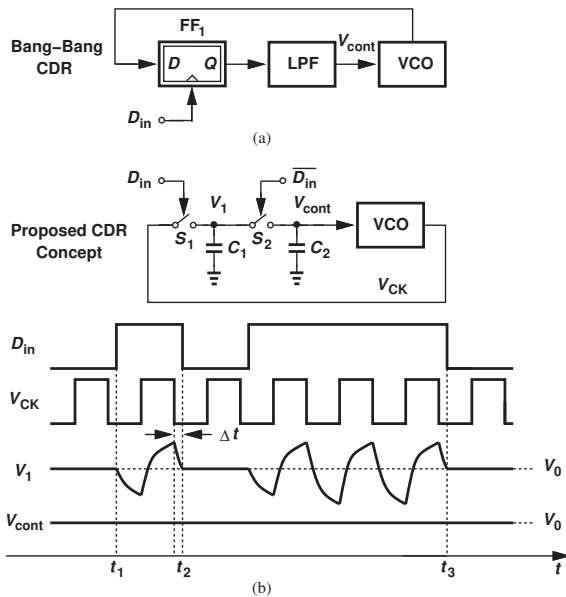 FF1
Bang–Bang CDR
D Q
LPF
Vcont
VCO
Din
(a)
Din
Din
V1
Vcont
Proposed CDR Concept
S1
C1
S2
C2
VCO
VCK
Din
VCK
Δt
V1
V0
Vcont
V0
t1
t2
t3
t
(b)